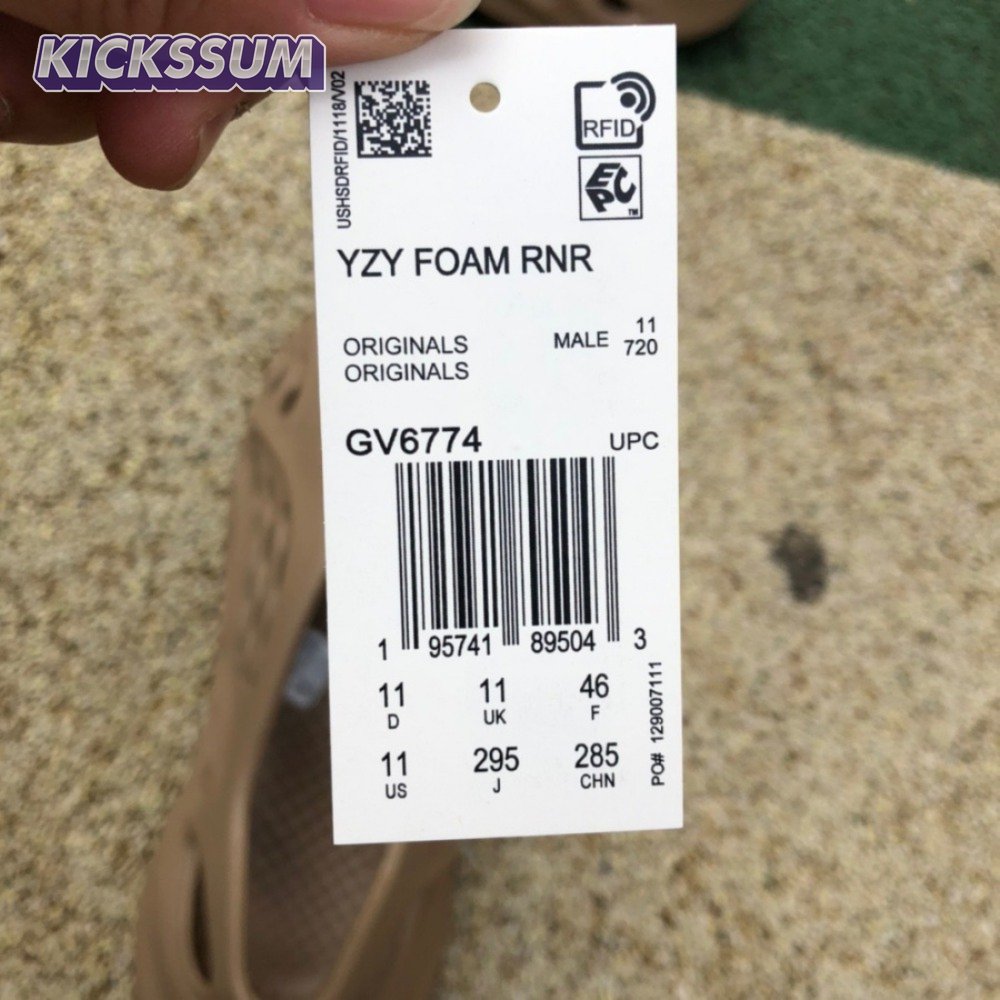 KICKSSUM
USHSDRFID/1118/V02
RFID
EPC
TM
YZY FOAM RNR
ORIGINALS MALE 11
ORIGINALS 720
GV6774 UPC
1 95741 89504 3
11 11 46
D UK F
11 295 285
US J CHN
PO# 129007111